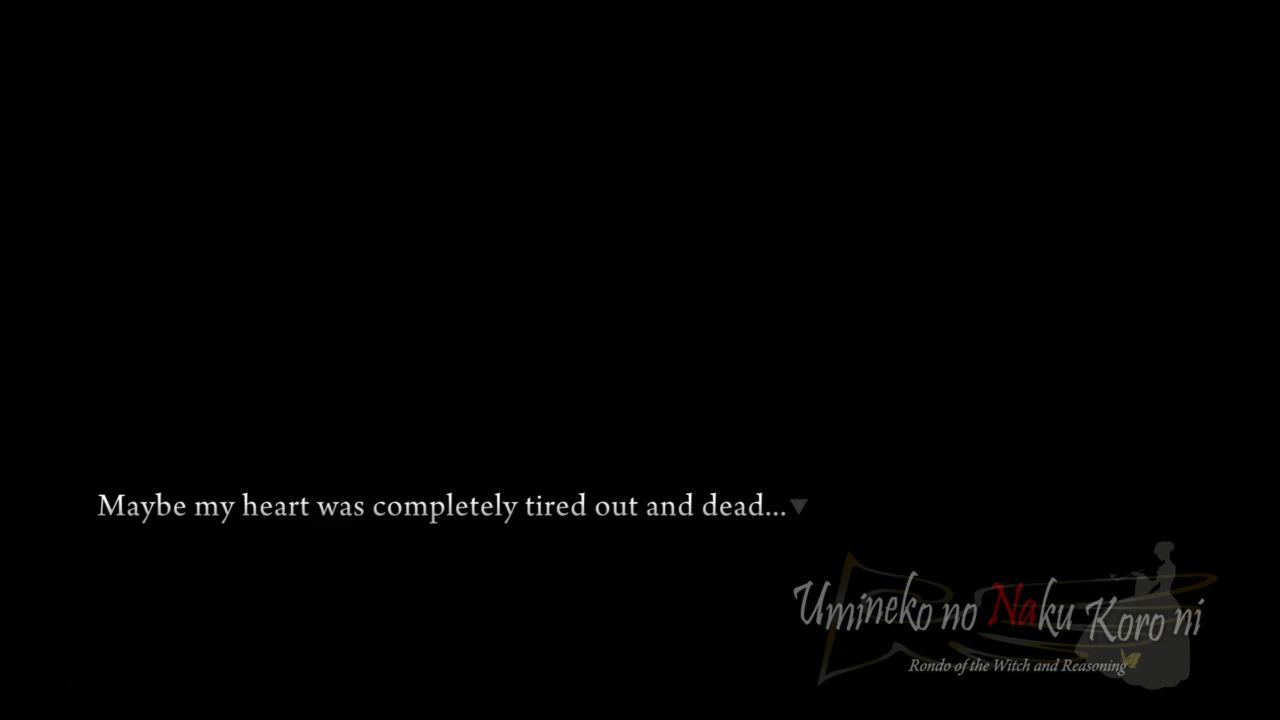 Maybe my heart was completely tired out and dead...
Umineko no Naku Koro ni
Rondo of the Witch and Reasoning